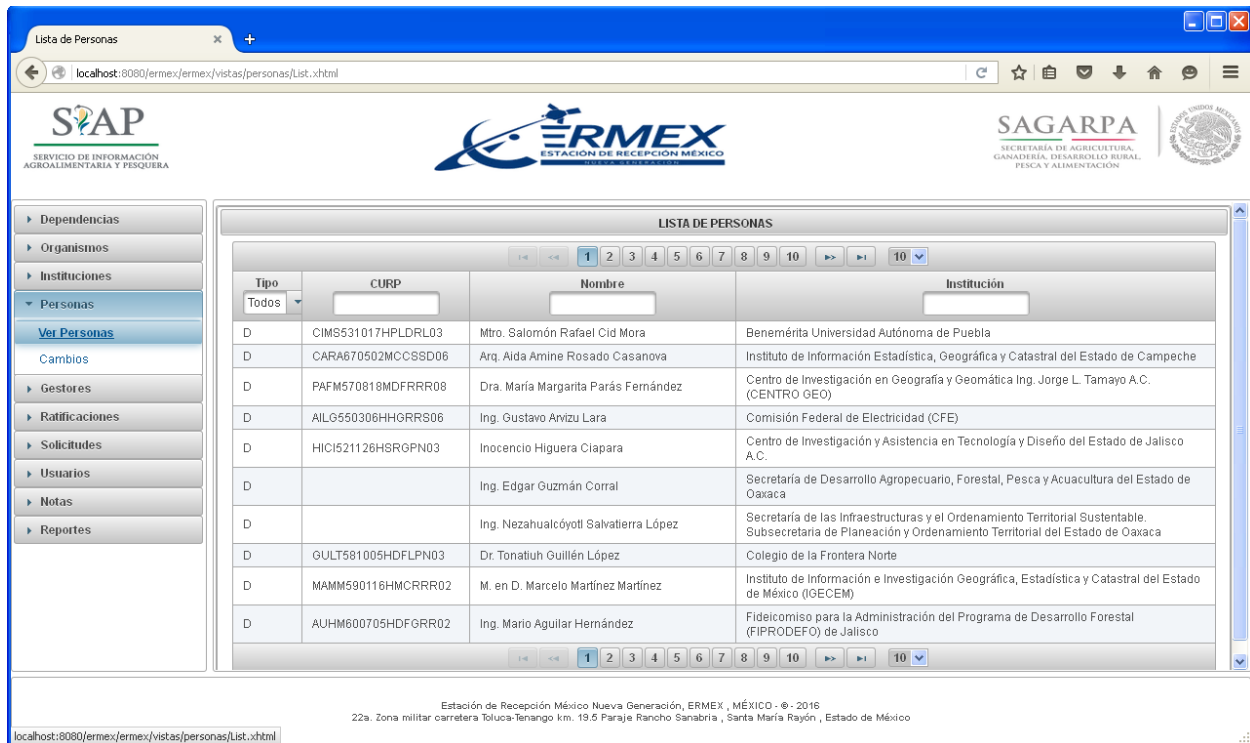 Lista de Personas
localhost:8080/ermex/ermex/vistas/personas/List.xhtml
SIAP
SERVICIO DE INFORMACIÓN
AGROALIMENTARIA Y PESQUERA
ERMEX
ESTACIÓN DE RECEPCIÓN MÉXICO
NUEVA GENERACIÓN
SAGARPA
SECRETARÍA DE AGRICULTURA,
GANADERÍA, DESARROLLO RURAL,
PESCA Y ALIMENTACIÓN
Dependencias
Organismos
Instituciones
Personas
Ver Personas
Cambios
Gestores
Ratificaciones
Solicitudes
Usuarios
Notas
Reportes
LISTA DE PERSONAS
1 2 3 4 5 6 7 8 9 10 10
Tipo CURP Nombre Institución
Todos
D CIMS531017HPLDRL03 Mtro. Salomón Rafael Cid Mora Benemérita Universidad Autónoma de Puebla
D CARA670502MCCSSD06 Arq. Aida Amine Rosado Casanova Instituto de Información Estadística, Geográfica y Catastral del Estado de Campeche
D PAFM570818MDFRRR08 Dra. María Margarita Parás Fernández Centro de Investigación en Geografía y Geomática Ing. Jorge L. Tamayo A.C.
(CENTRO GEO)
D AILG550306HHGRRS06 Ing. Gustavo Arvizu Lara Comisión Federal de Electricidad (CFE)
D HICI521126HSRGPN03 Inocencio Higuera Ciapara Centro de Investigación y Asistencia en Tecnología y Diseño del Estado de Jalisco
A.C.
D Ing. Edgar Guzmán Corral Secretaría de Desarrollo Agropecuario, Forestal, Pesca y Acuacultura del Estado de
Oaxaca
D Ing. Nezahualcóyotl Salvatierra López Secretaría de las Infraestructuras y el Ordenamiento Territorial Sustentable.
Subsecretaria de Planeación y Ordenamiento Territorial del Estado de Oaxaca
D GULT581005HDFLPN03 Dr. Tonatiuh Guillén López Colegio de la Frontera Norte
D MAMM590116HMCRRR02 M. en D. Marcelo Martínez Martínez Instituto de Información e Investigación Geográfica, Estadística y Catastral del Estado
de México (IGECEM)
D AUHM600705HDFGRR02 Ing. Mario Aguilar Hernández Fideicomiso para la Administración del Programa de Desarrollo Forestal
(FIPRODEFO) de Jalisco
1 2 3 4 5 6 7 8 9 10 10
Estación de Recepción México Nueva Generación, ERMEX , MÉXICO - © - 2016
22a. Zona militar carretera Toluca-Tenango km. 19.5 Paraje Rancho Sanabria , Santa María Rayón , Estado de México
localhost:8080/ermex/ermex/vistas/personas/List.xhtml